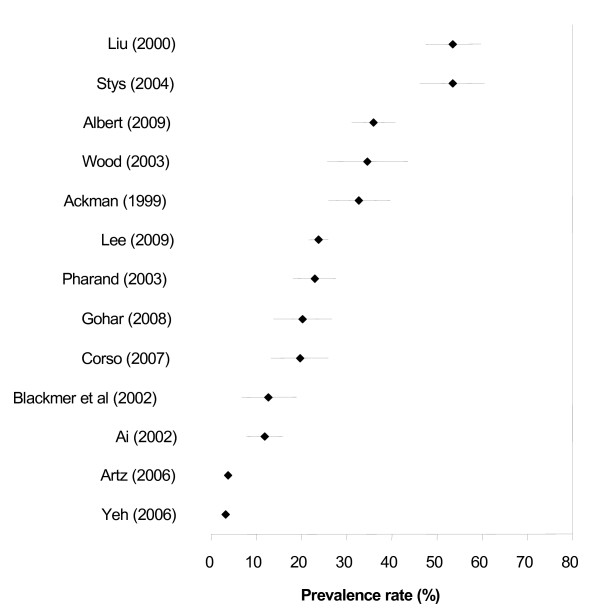 Liu (2000)
Stys (2004)
Albert (2009)
Wood (2003)
Ackman (1999)
Lee (2009)
Pharand (2003)
Gohar (2008)
Corso (2007)
Blackmer et al (2002)
Ai (2002)
Artz (2006)
Yeh (2006)
0 10 20 30 40 50 60 70 80
Prevalence rate (%)